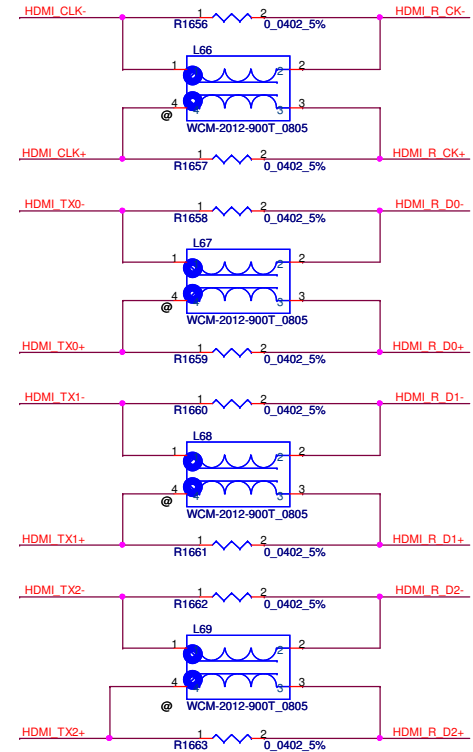 HDMI_CLK- 1 2 HDMI_R_CK-
R1656 0_0402_5%
L66
1 2 2
4 4 3 3
@
WCM-2012-900T_0805
HDMI_CLK+ 1 2 HDMI_R_CK+
R1657 0_0402_5%
HDMI_TX0- 1 2 HDMI_R_D0-
R1658 0_0402_5%
L67
1 2 2
4 4 3 3
@
WCM-2012-900T_0805
HDMI_TX0+ 1 2 HDMI_R_D0+
R1659 0_0402_5%
HDMI_TX1- 1 2 HDMI_R_D1-
R1660 0_0402_5%
L68
1 2 2
4 4 3 3
@
WCM-2012-900T_0805
HDMI_TX1+ 1 2 HDMI_R_D1+
R1661 0_0402_5%
HDMI_TX2- 1 2 HDMI_R_D2-
R1662 0_0402_5%
L69
1 2 2
4 4 3 3
@
WCM-2012-900T_0805
HDMI_TX2+ 1 2 HDMI_R_D2+
R1663 0_0402_5%